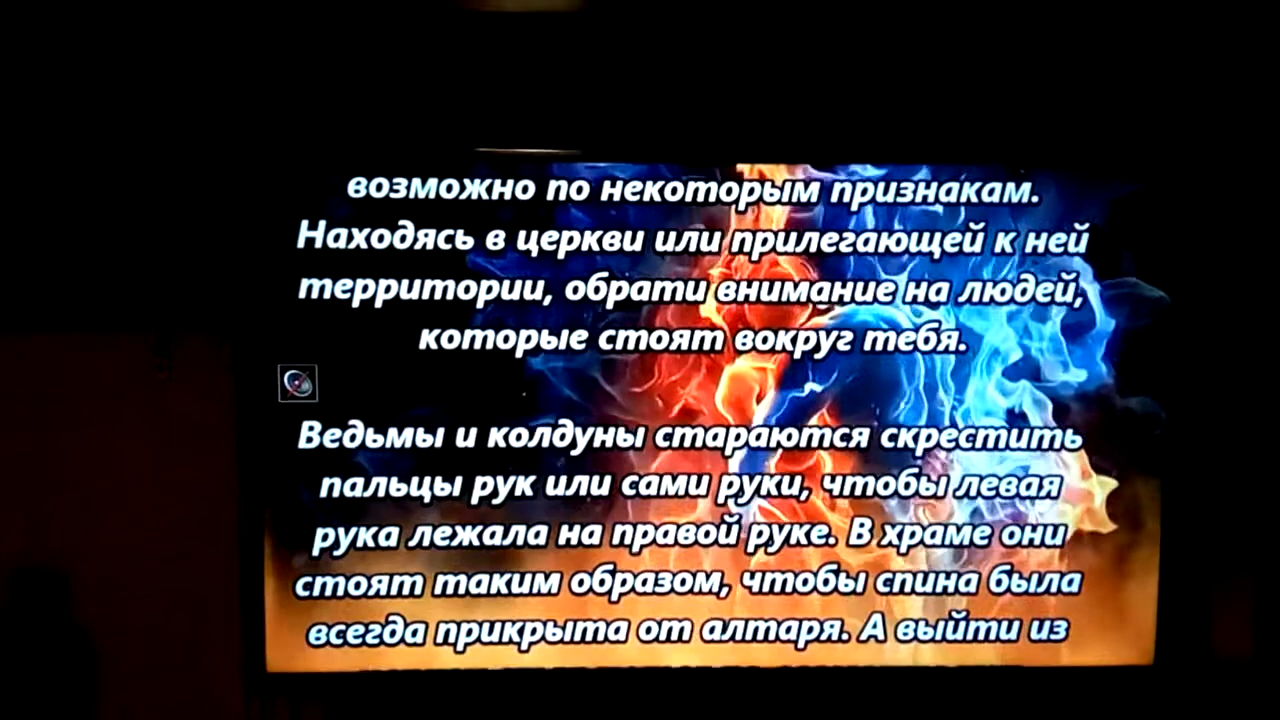 возможно по некоторым признакам.
Находясь в церкви или прилегающей к ней
территории, обрати внимание на людей,
которые стоят вокруг тебя.
Ведьмы и колдуны стараются скрестить
пальцы рук или сами руки, чтобы левая
рука лежала на правой руке. В храме они
стоят таким образом, чтобы спина была
всегда прикрыта от алтаря. А выйти из